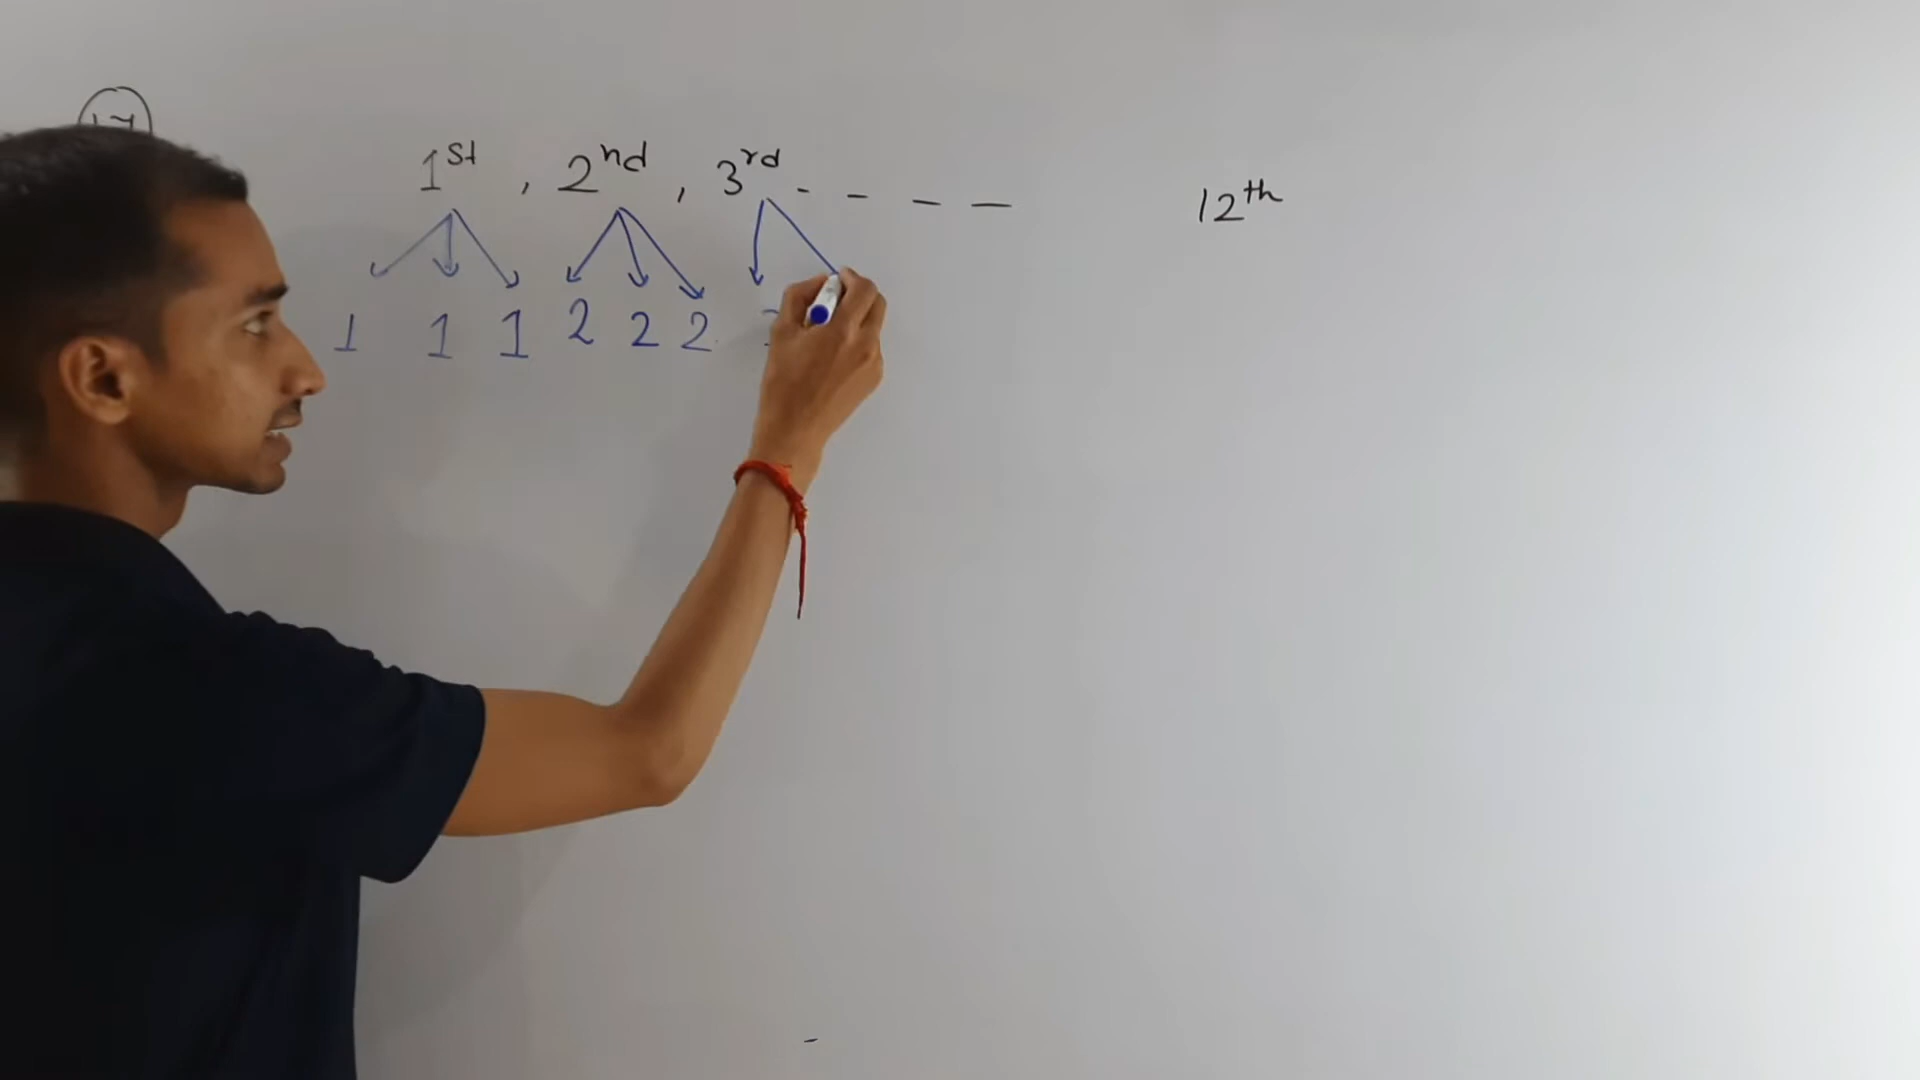 1st , 2nd , 3rd - - - - 12th
1 1 1 2 2 2